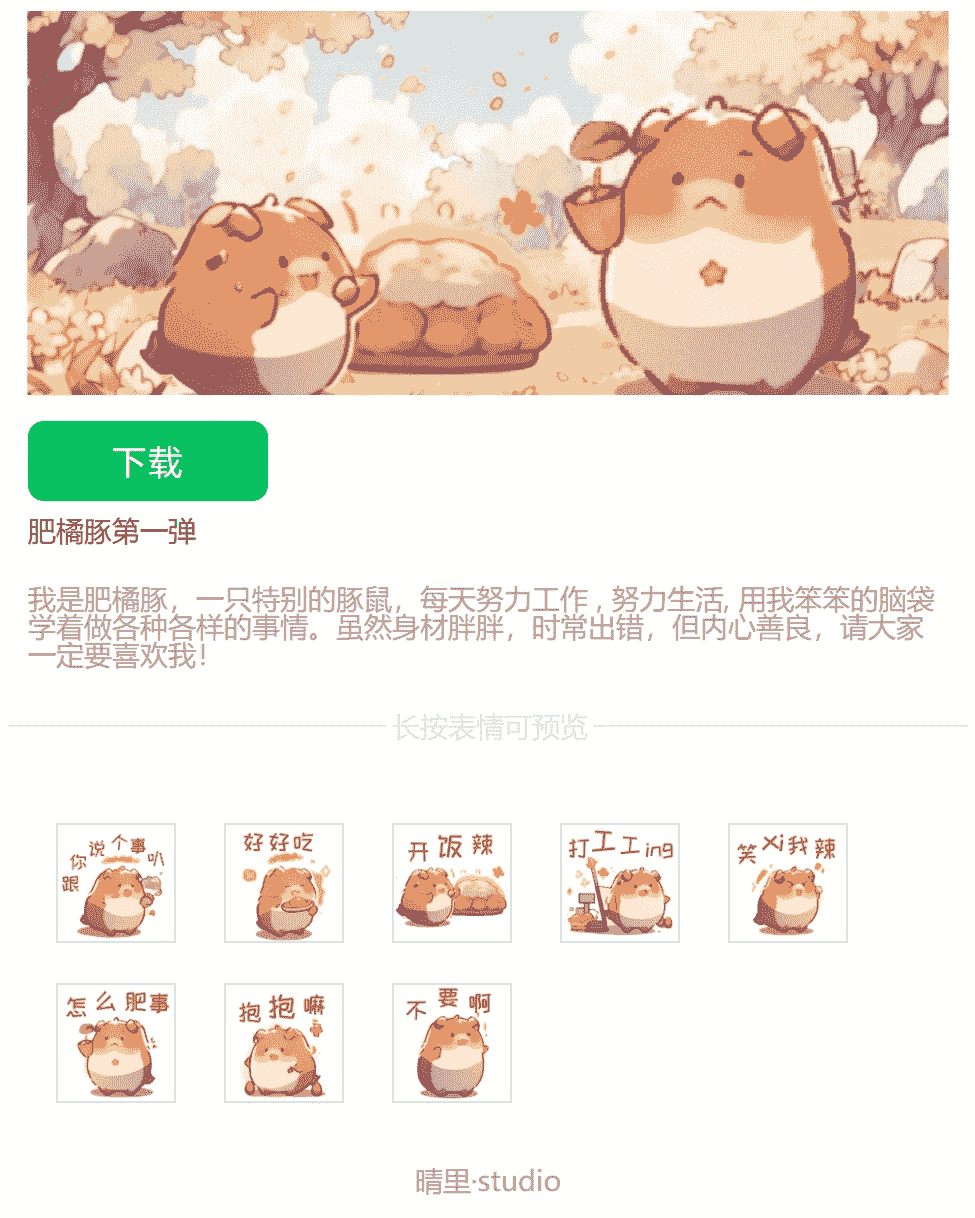 下载
肥橘豚第一弹
我是肥橘豚，一只特别的豚鼠，每天努力工作 , 努力生活, 用我笨笨的脑袋
学着做各种各样的事情。虽然身材胖胖，时常出错，但内心善良，请大家
一定要喜欢我！
长按表情可预览
跟你说个事叭
好好吃
开饭辣
打工工ing
笑Xi我辣
怎么肥事
抱抱嘛
不要啊
晴里·studio